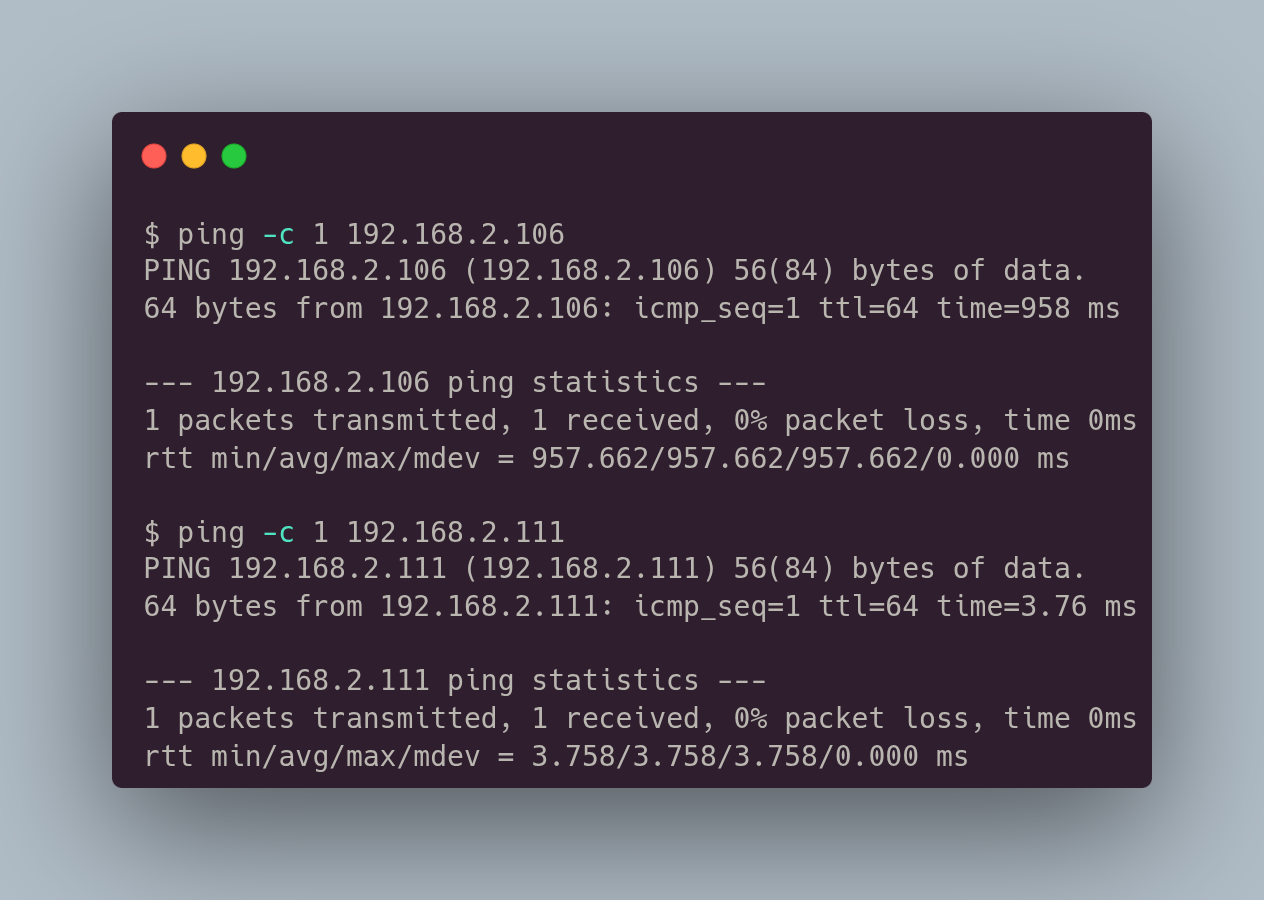 $ ping -c 1 192.168.2.106
PING 192.168.2.106 (192.168.2.106) 56(84) bytes of data.
64 bytes from 192.168.2.106: icmp_seq=1 ttl=64 time=958 ms
--- 192.168.2.106 ping statistics ---
1 packets transmitted, 1 received, 0% packet loss, time 0ms
rtt min/avg/max/mdev = 957.662/957.662/957.662/0.000 ms
$ ping -c 1 192.168.2.111
PING 192.168.2.111 (192.168.2.111) 56(84) bytes of data.
64 bytes from 192.168.2.111: icmp_seq=1 ttl=64 time=3.76 ms
--- 192.168.2.111 ping statistics ---
1 packets transmitted, 1 received, 0% packet loss, time 0ms
rtt min/avg/max/mdev = 3.758/3.758/3.758/0.000 ms